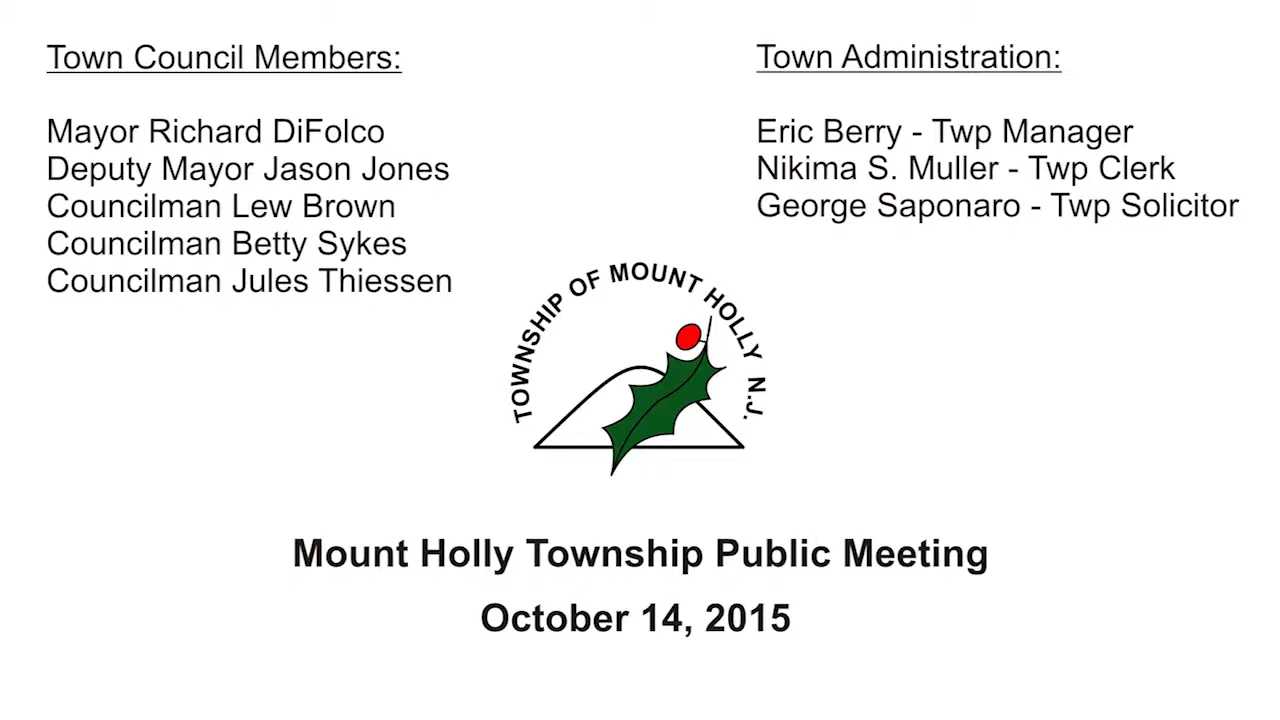 Town Council Members:
Mayor Richard DiFolco
Deputy Mayor Jason Jones
Councilman Lew Brown
Councilman Betty Sykes
Councilman Jules Thiessen
Town Administration:
Eric Berry - Twp Manager
Nikima S. Muller - Twp Clerk
George Saponaro - Twp Solicitor
TOWNSHIP OF MOUNT HOLLY N.J.
Mount Holly Township Public Meeting
October 14, 2015